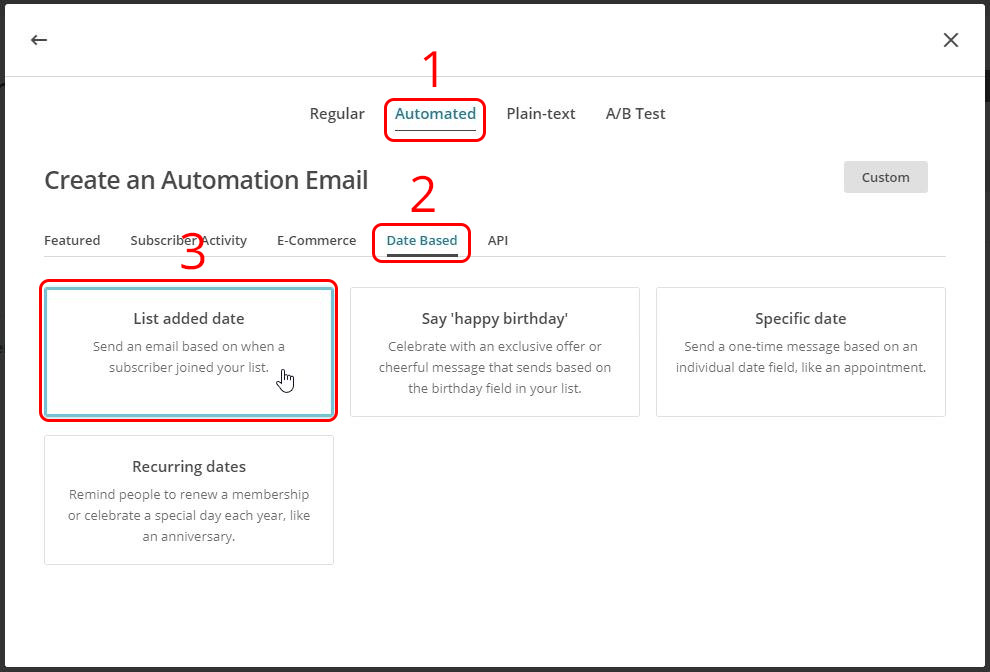 1
Regular Automated Plain-text A/B Test
Create an Automation Email
Custom
2
Featured Subscriber Activity E-Commerce Date Based API
3
List added date
Send an email based on when a
subscriber joined your list.
Say 'happy birthday'
Celebrate with an exclusive offer or
cheerful message that sends based on
the birthday field in your list.
Specific date
Send a one-time message based on an
individual date field, like an appointment.
Recurring dates
Remind people to renew a membership
or celebrate a special day each year, like
an anniversary.